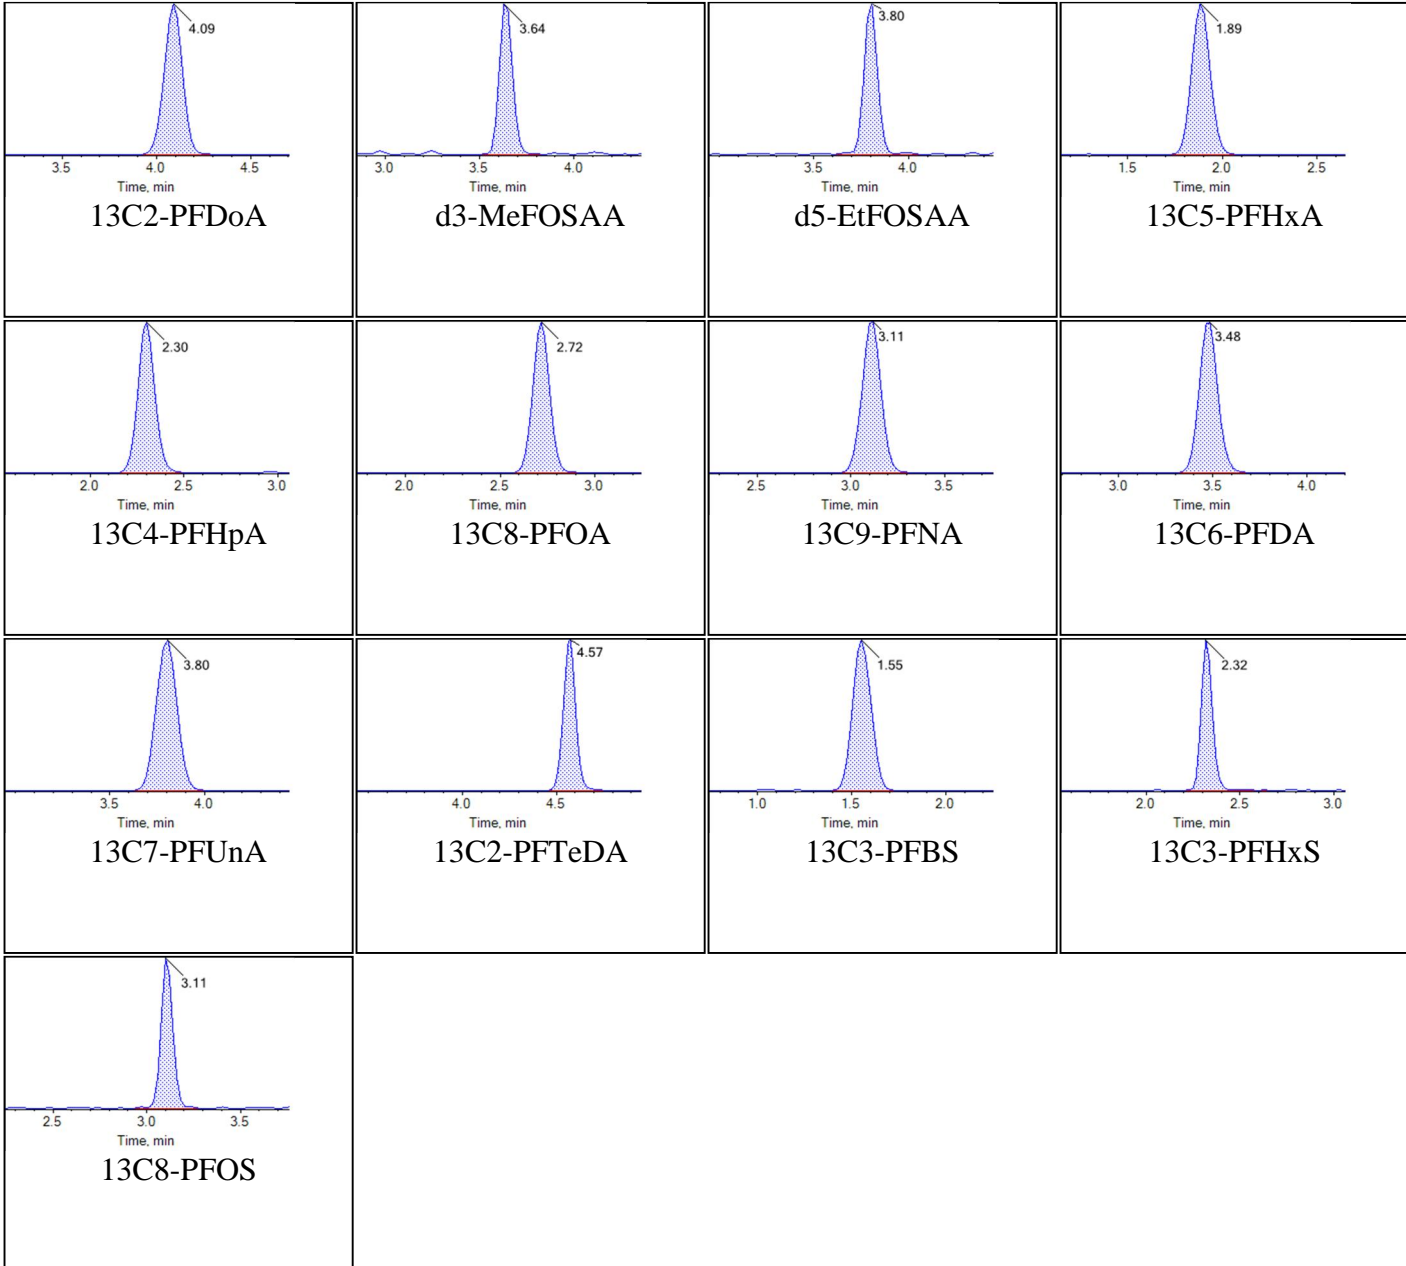 4.09
3.5 4.0 4.5
Time, min
13C2-PFDoA
3.64
3.0 3.5 4.0
Time, min
d3-MeFOSAA
3.80
3.5 4.0
Time, min
d5-EtFOSAA
1.89
1.5 2.0 2.5
Time, min
13C5-PFHxA
2.30
2.0 2.5 3.0
Time, min
13C4-PFHpA
2.72
2.0 2.5 3.0
Time, min
13C8-PFOA
3.11
2.5 3.0 3.5
Time, min
13C9-PFNA
3.48
3.0 3.5 4.0
Time, min
13C6-PFDA
3.80
3.5 4.0
Time, min
13C7-PFUnA
4.57
4.0 4.5
Time, min
13C2-PFTeDA
1.55
1.0 1.5 2.0
Time, min
13C3-PFBS
2.32
2.0 2.5 3.0
Time, min
13C3-PFHxS
3.11
2.5 3.0 3.5
Time, min
13C8-PFOS